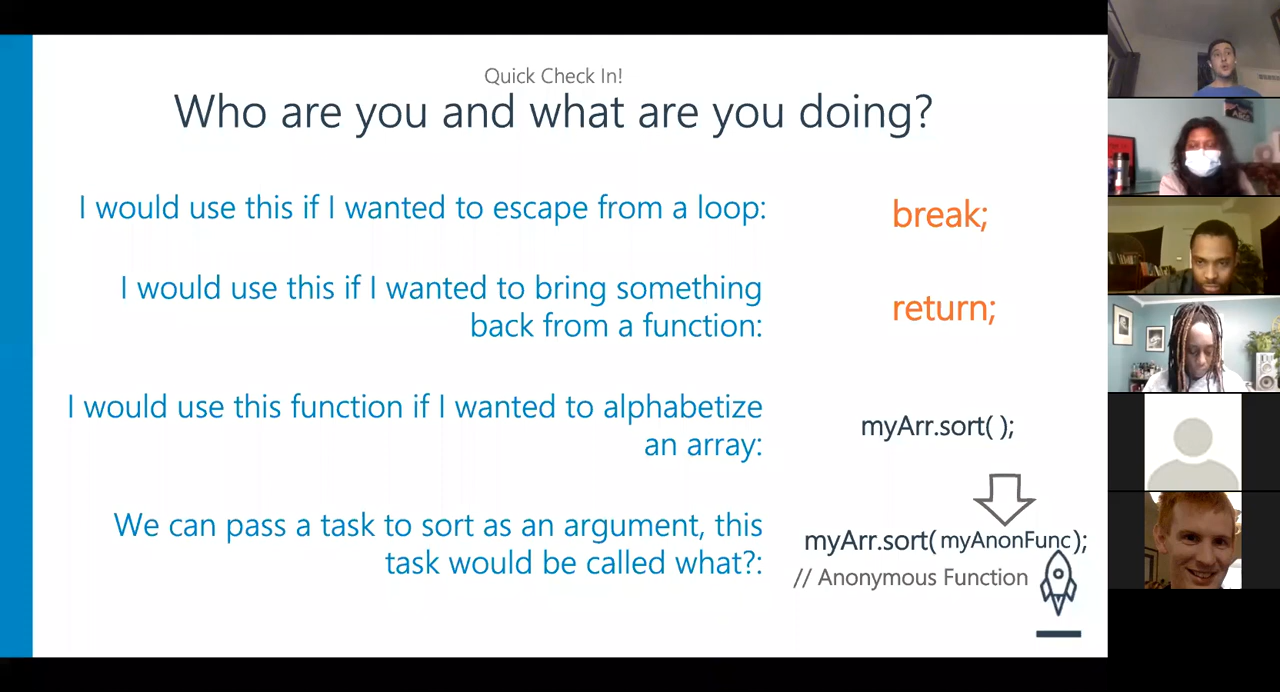 Quick Check In!
Who are you and what are you doing?
I would use this if I wanted to escape from a loop:
break;
I would use this if I wanted to bring something
back from a function:
return;
I would use this function if I wanted to alphabetize
an array:
myArr.sort( );
We can pass a task to sort as an argument, this
task would be called what?:
myArr.sort( myAnonFunc );
// Anonymous Function